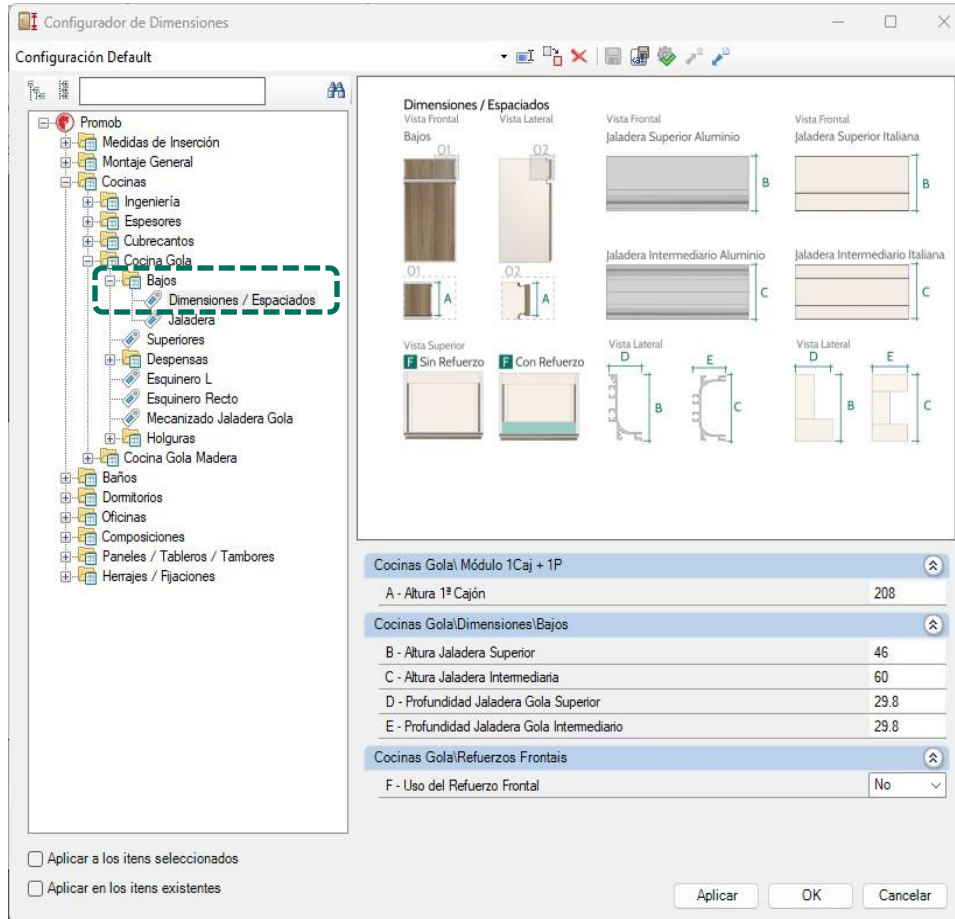 Configurador de Dimensiones
Configuración Default
Promob
Medidas de Inserción
Montaje General
Cocinas
Ingeniería
Espesores
Cubrecantos
Cocina Gola
Bajos
Dimensiones / Espaciados
Jaladera
Superiores
Despensas
Esquinero L
Esquinero Recto
Mecanizado Jaladera Gola
Holguras
Cocina Gola Madera
Baños
Dormitorios
Oficinas
Composiciones
Paneles / Tableros / Tambores
Herrajes / Fijaciones
Dimensiones / Espaciados
Vista Frontal Vista Lateral Vista Frontal Vista Frontal
Bajos Jaladera Superior Aluminio Jaladera Superior Italiana
01 02
B B
Jaladera Intermediario Aluminio Jaladera Intermediario Italiana
01 02
A A C C
Vista Superior Vista Lateral Vista Lateral
F Sin Refuerzo F Con Refuerzo D E D E
B C B C
Cocinas Gola\ Módulo 1Caj + 1P
A - Altura 1ª Cajón 208
Cocinas Gola\Dimensiones\Bajos
B - Altura Jaladera Superior 46
C - Altura Jaladera Intermediaria 60
D - Profundidad Jaladera Gola Superior 29.8
E - Profundidad Jaladera Gola Intermediario 29.8
Cocinas Gola\Refuerzos Frontais
F - Uso del Refuerzo Frontal No
Aplicar a los itens seleccionados
Aplicar en los itens existentes
Aplicar OK Cancelar